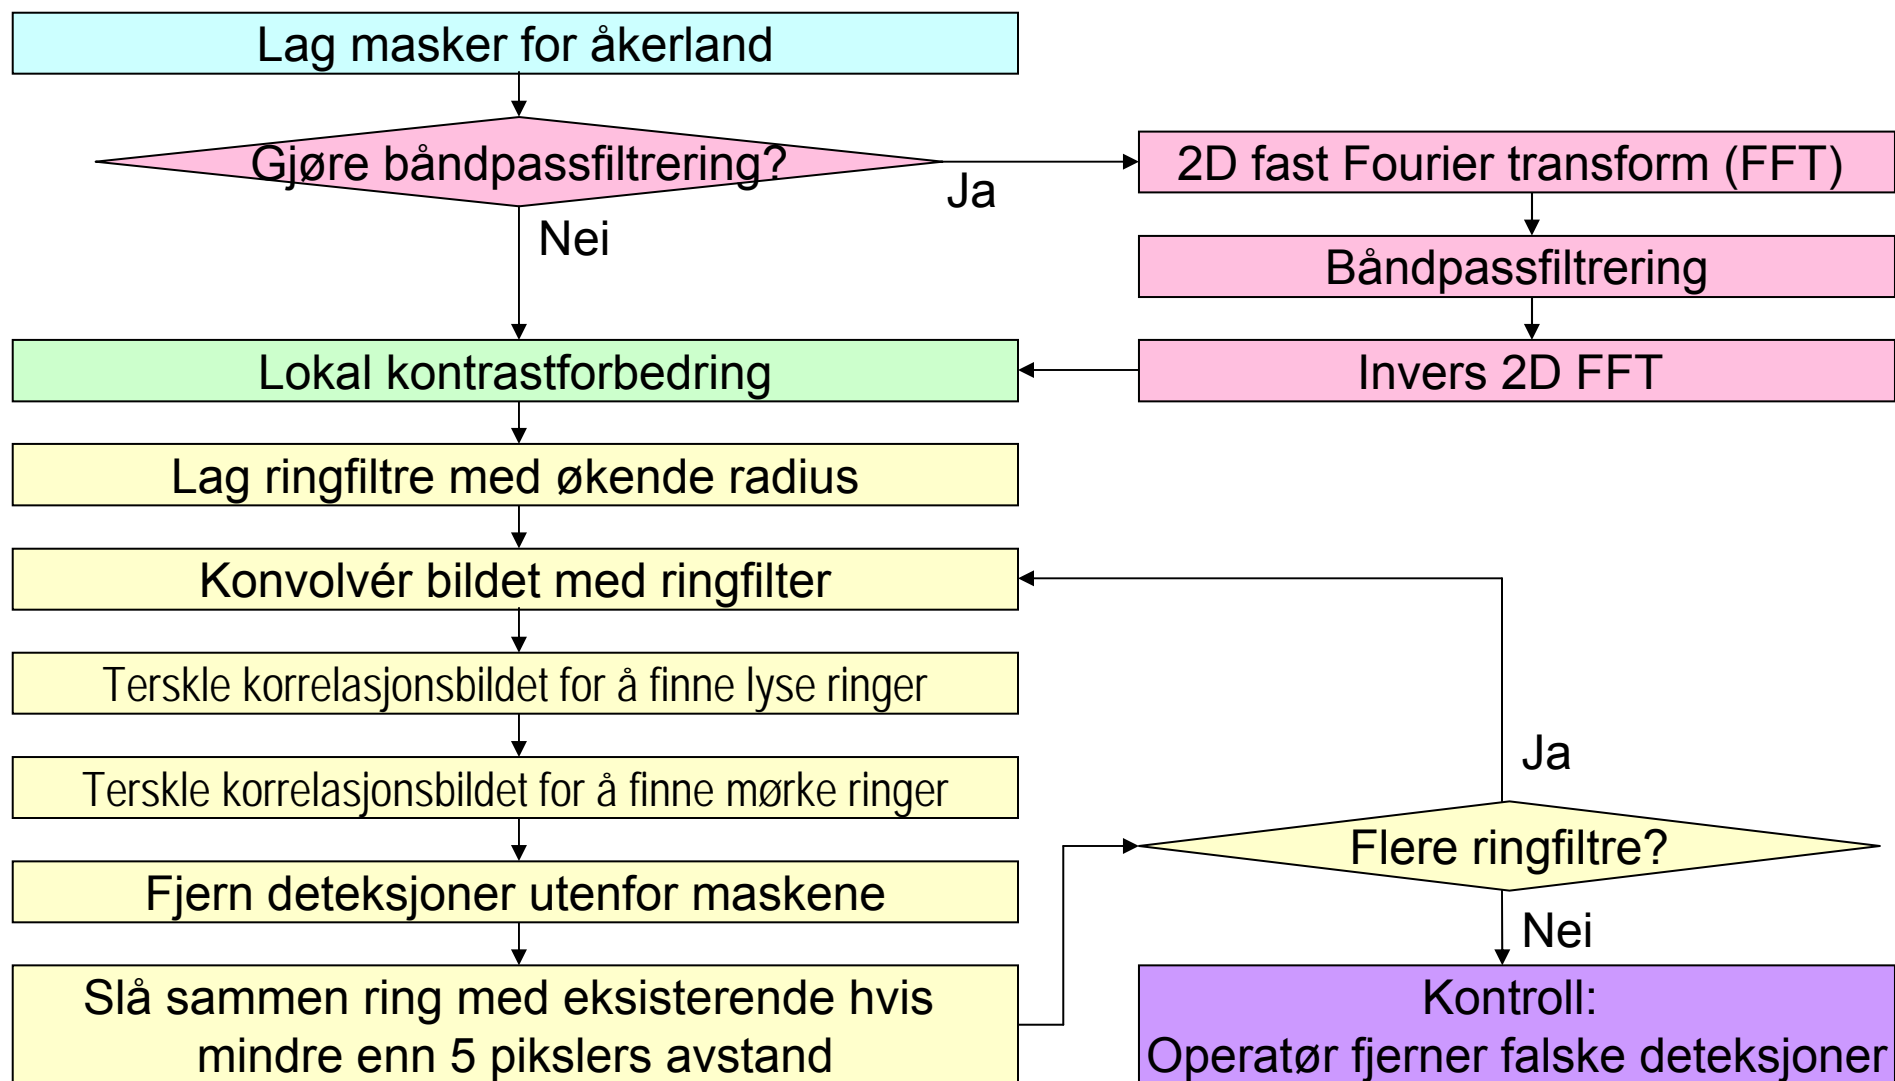 Lag masker for åkerland
Gjøre båndpassfiltrering?
Ja
Nei
2D fast Fourier transform (FFT)
Båndpassfiltrering
Invers 2D FFT
Lokal kontrastforbedring
Lag ringfiltre med økende radius
Konvolvér bildet med ringfilter
Terskle korrelasjonsbildet for å finne lyse ringer
Terskle korrelasjonsbildet for å finne mørke ringer
Fjern deteksjoner utenfor maskene
Slå sammen ring med eksisterende hvis
mindre enn 5 pikslers avstand
Flere ringfiltre?
Ja
Nei
Kontroll:
Operatør fjerner falske deteksjoner